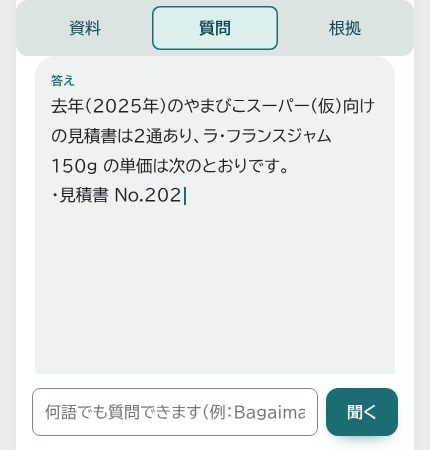 資料 質問 根拠
答え
去年（2025年）のやまびこスーパー（仮）向け
の見積書は2通あり、ラ・フランスジャム
150g の単価は次のとおりです。
・見積書 No.202
何語でも質問できます（例：Bagaima 聞く